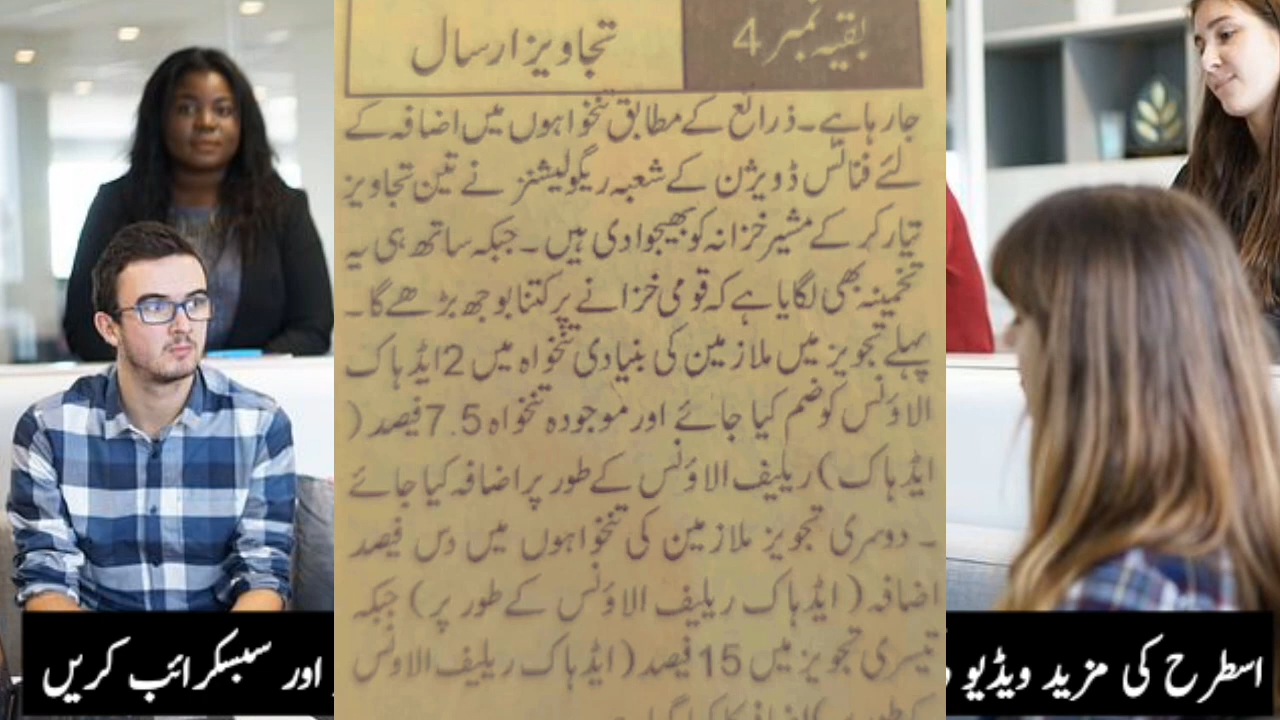 بقیہ نمبر 4
تجاویز ارسال
جارہا ہے۔ ذرائع کے مطابق تنخواہوں میں اضافہ کے
لئے فنانس ڈویژن کے شعبہ ریگولیشنز نے تین تجاویز
تیار کر کے مشیر خزانہ کو بھیجوا دی ہیں۔ جبکہ ساتھ ہی یہ
تخمینہ بھی لگایا ہے کہ قومی خزانے پر کتنا بوجھ بڑھے گا۔
پہلے تجویز میں ملازمین کی بنیادی تنخواہ میں 2 ایڈہاک
الاؤنس کو ضم کیا جائے اور موجودہ تنخواہ 7.5 فیصد (
ایڈہاک) ریلیف الاؤنس کے طور پر اضافہ کیا جائے
۔ دوسری تجویز ملازمین کی تنخواہوں میں دس فیصد
اضافہ (ایڈہاک ریلیف الاؤنس کے طور پر) جبکہ
تیسری تجویز میں 15 فیصد (ایڈہاک ریلیف الاونس
اسطرح کی مزید ویڈیو
اور سبسکرائب کریں ۔